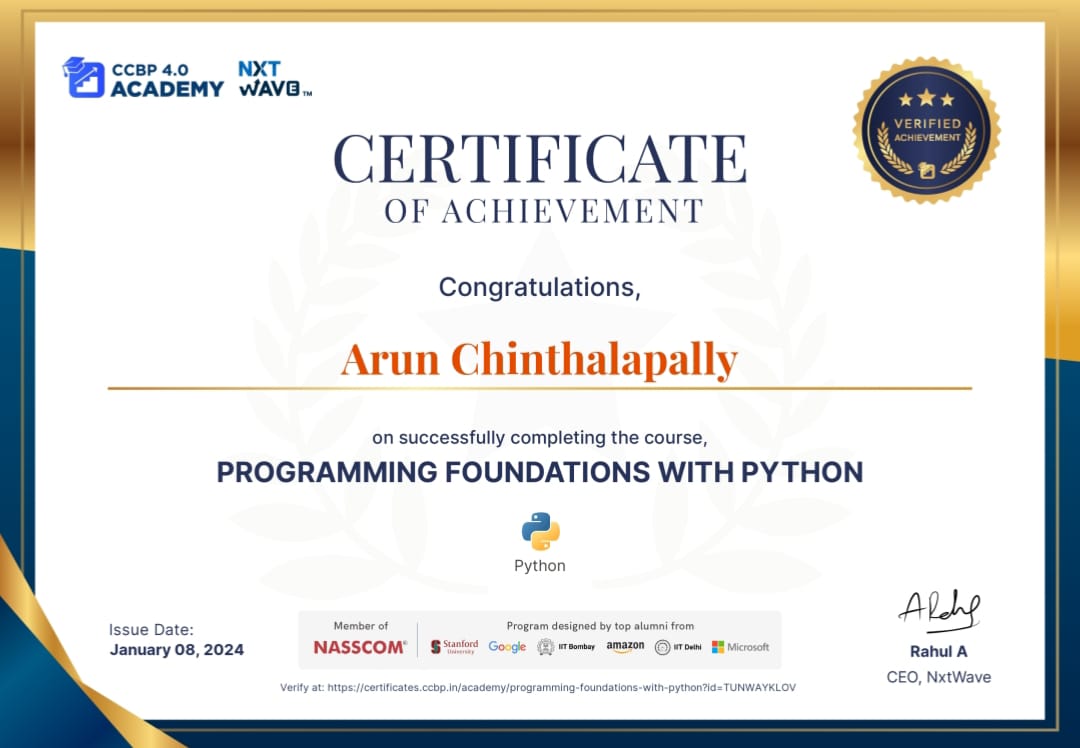 CCBP 4.0
ACADEMY
NXT
WAVE™
VERIFIED
ACHIEVEMENT
CERTIFICATE
OF ACHIEVEMENT
Congratulations,
Arun Chinthalapally
on successfully completing the course,
PROGRAMMING FOUNDATIONS WITH PYTHON
Python
Issue Date:
January 08, 2024
Member of
NASSCOM®
Program designed by top alumni from
Stanford
University
Google
IIT Bombay
amazon
IIT Delhi
Microsoft
Verify at: https://certificates.ccbp.in/academy/programming-foundations-with-python?id=TUNWAYKLOV
Rahul A
CEO, NxtWave